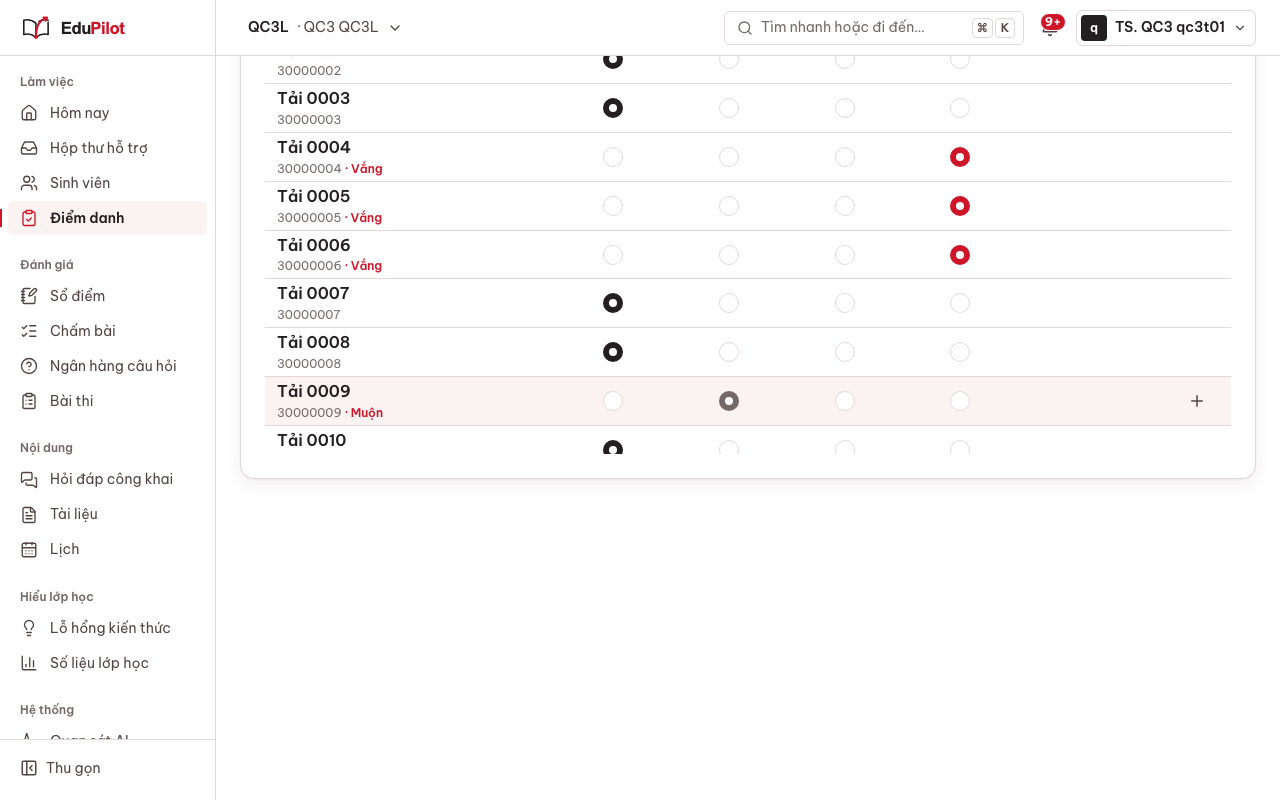 EduPilot
QC3L · QC3 QC3L
Tìm nhanh hoặc đi đến...
⌘ K
9+
q
TS. QC3 qc3t01
Làm việc
Hôm nay
Hộp thư hỗ trợ
Sinh viên
Điểm danh
Đánh giá
Sổ điểm
Chấm bài
Ngân hàng câu hỏi
Bài thi
Nội dung
Hỏi đáp công khai
Tài liệu
Lịch
Hiểu lớp học
Lỗ hổng kiến thức
Số liệu lớp học
Hệ thống
Quan sát AI
Thu gọn
30000002
Tải 0003
30000003
Tải 0004
30000004 · Vắng
Tải 0005
30000005 · Vắng
Tải 0006
30000006 · Vắng
Tải 0007
30000007
Tải 0008
30000008
Tải 0009
30000009 · Muộn
Tải 0010